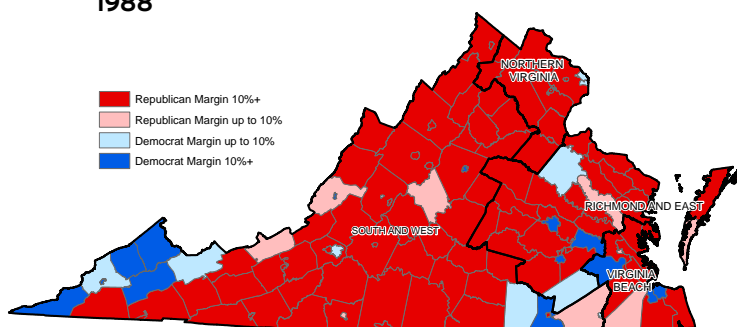 1988
NORTHERN
VIRGINIA
Republican Margin 10%+
Republican Margin up to 10%
Democrat Margin up to 10%
Democrat Margin 10%+
RICHMOND AND EAST
SOUTH AND WEST
VIRGINIA
BEACH